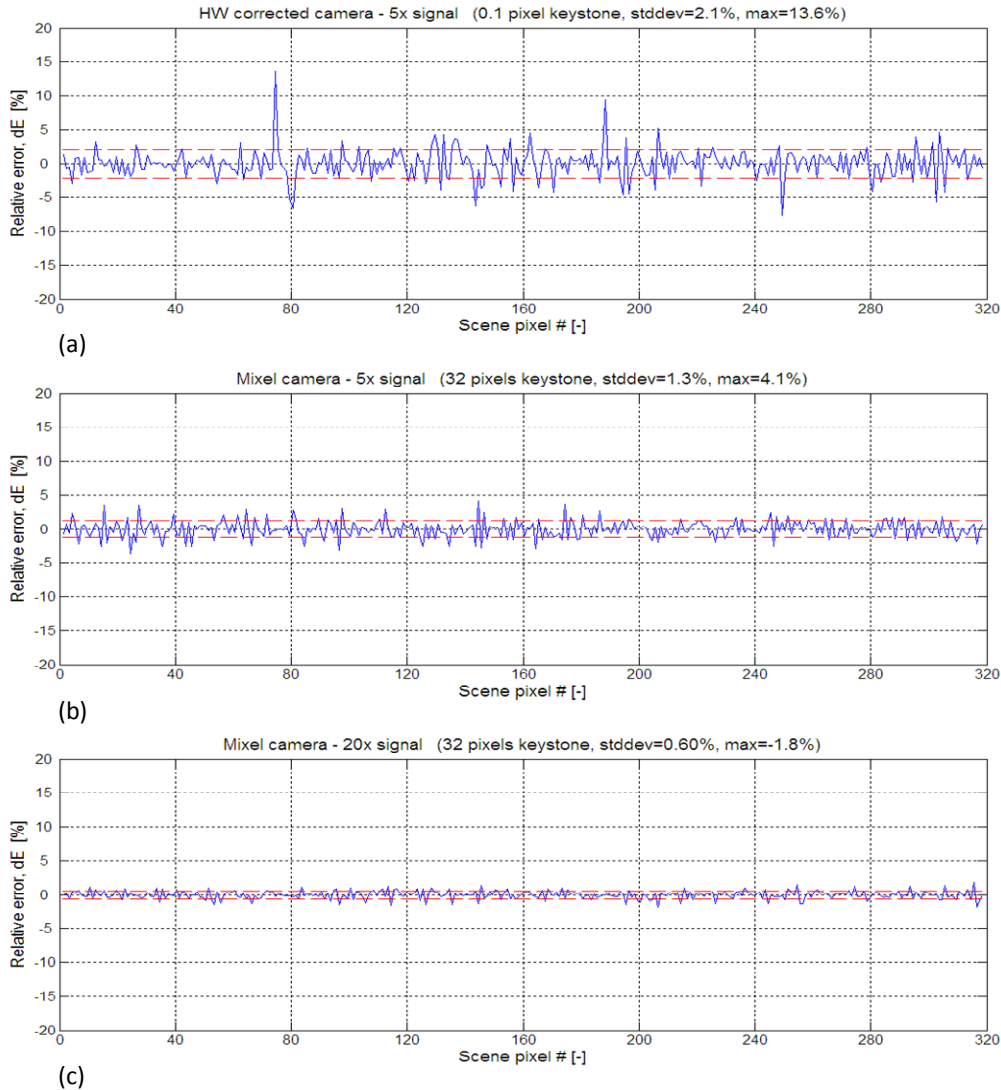 HW corrected camera - 5x signal (0.1 pixel keystone, stddev=2.1%, max=13.6%)
20
15
10
5
0
-5
-10
-15
-20
Relative error, dE [%]
0 40 80 120 160 200 240 280 320
Scene pixel # [-]
(a)
Mixel camera - 5x signal (32 pixels keystone, stddev=1.3%, max=4.1%)
20
15
10
5
0
-5
-10
-15
-20
Relative error, dE [%]
0 40 80 120 160 200 240 280 320
Scene pixel # [-]
(b)
Mixel camera - 20x signal (32 pixels keystone, stddev=0.60%, max=-1.8%)
20
15
10
5
0
-5
-10
-15
-20
Relative error, dE [%]
0 40 80 120 160 200 240 280 320
Scene pixel # [-]
(c)